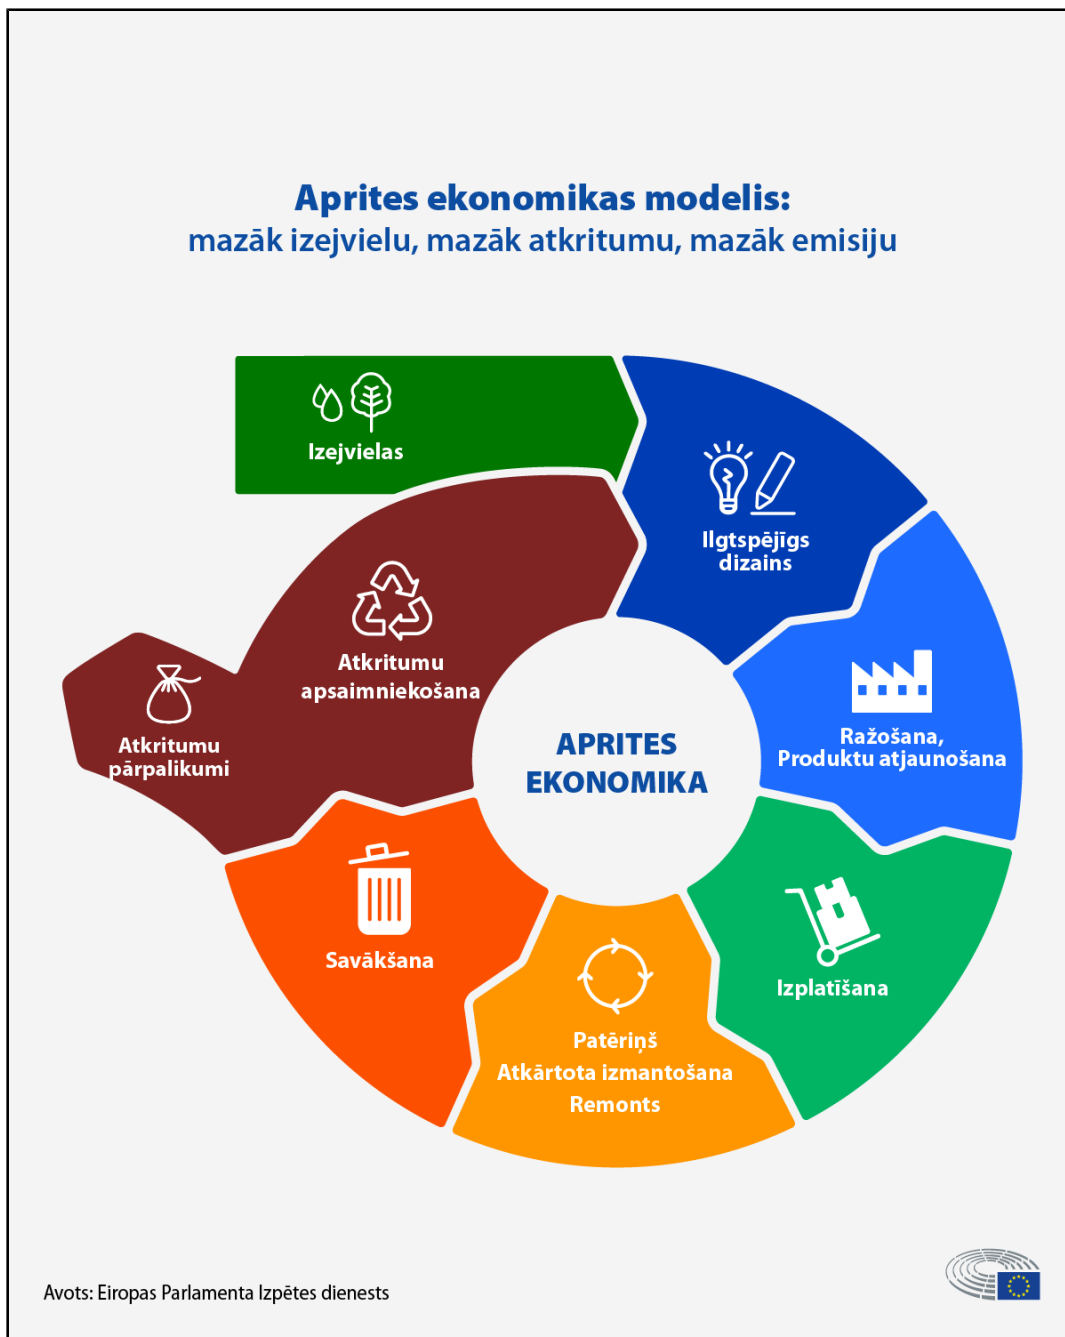 Aprites ekonomikas modelis:
mazāk izejvielu, mazāk atkritumu, mazāk emisiju
Izejvielas
Ilgtspējīgs
dizains
Ražošana,
Produktu atjaunošana
Izplatīšana
Patēriņš
Atkārtota izmantošana
Remonts
Savākšana
Atkritumu
apsaimniekošana
Atkritumu
pārpalikumi
APRITES
EKONOMIKA
Avots: Eiropas Parlamenta Izpētes dienests